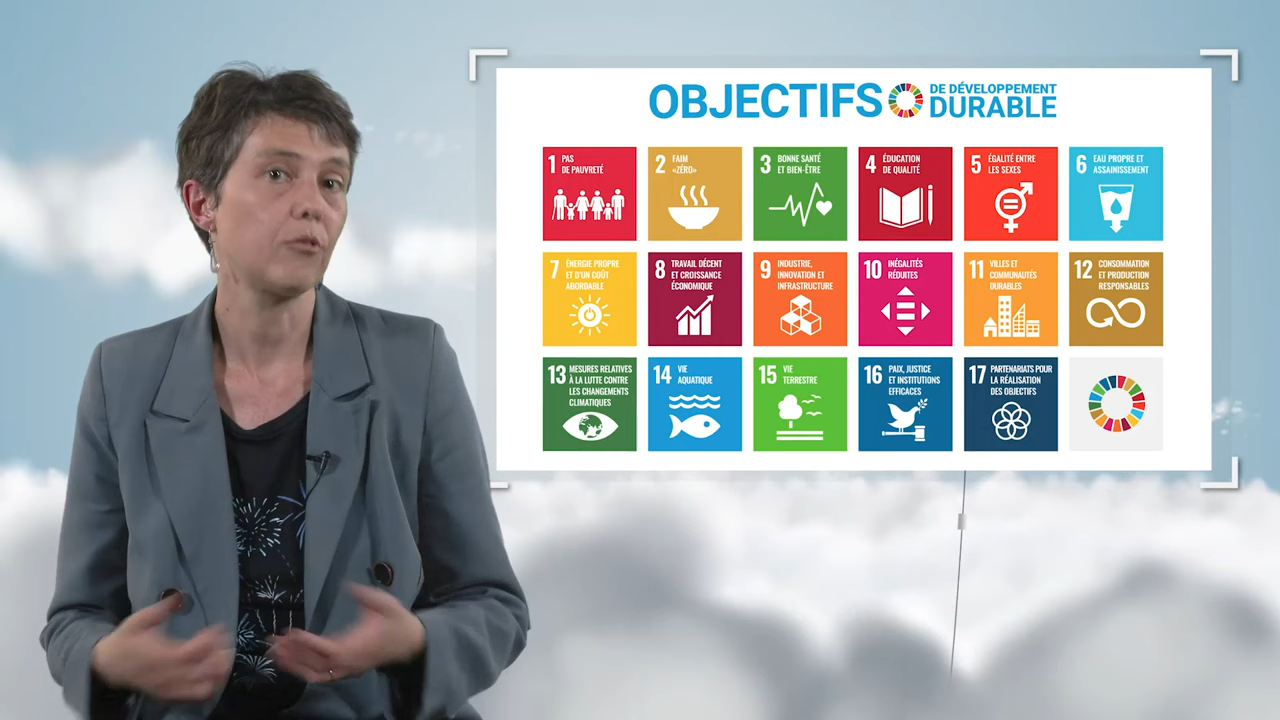 OBJECTIFS DE DÉVELOPPEMENT
DURABLE
1 PAS
DE PAUVRETÉ
2 FAIM
«ZÉRO»
3 BONNE SANTÉ
ET BIEN-ÊTRE
4 ÉDUCATION
DE QUALITÉ
5 ÉGALITÉ ENTRE
LES SEXES
6 EAU PROPRE ET
ASSAINISSEMENT
7 ÉNERGIE PROPRE
ET D'UN COÛT
ABORDABLE
8 TRAVAIL DÉCENT
ET CROISSANCE
ÉCONOMIQUE
9 INDUSTRIE,
INNOVATION ET
INFRASTRUCTURE
10 INÉGALITÉS
RÉDUITES
11 VILLES ET
COMMUNAUTÉS
DURABLES
12 CONSOMMATION
ET PRODUCTION
RESPONSABLES
13 MESURES RELATIVES
À LA LUTTE CONTRE
LES CHANGEMENTS
CLIMATIQUES
14 VIE
AQUATIQUE
15 VIE
TERRESTRE
16 PAIX, JUSTICE
ET INSTITUTIONS
EFFICACES
17 PARTENARIATS POUR
LA RÉALISATION
DES OBJECTIFS